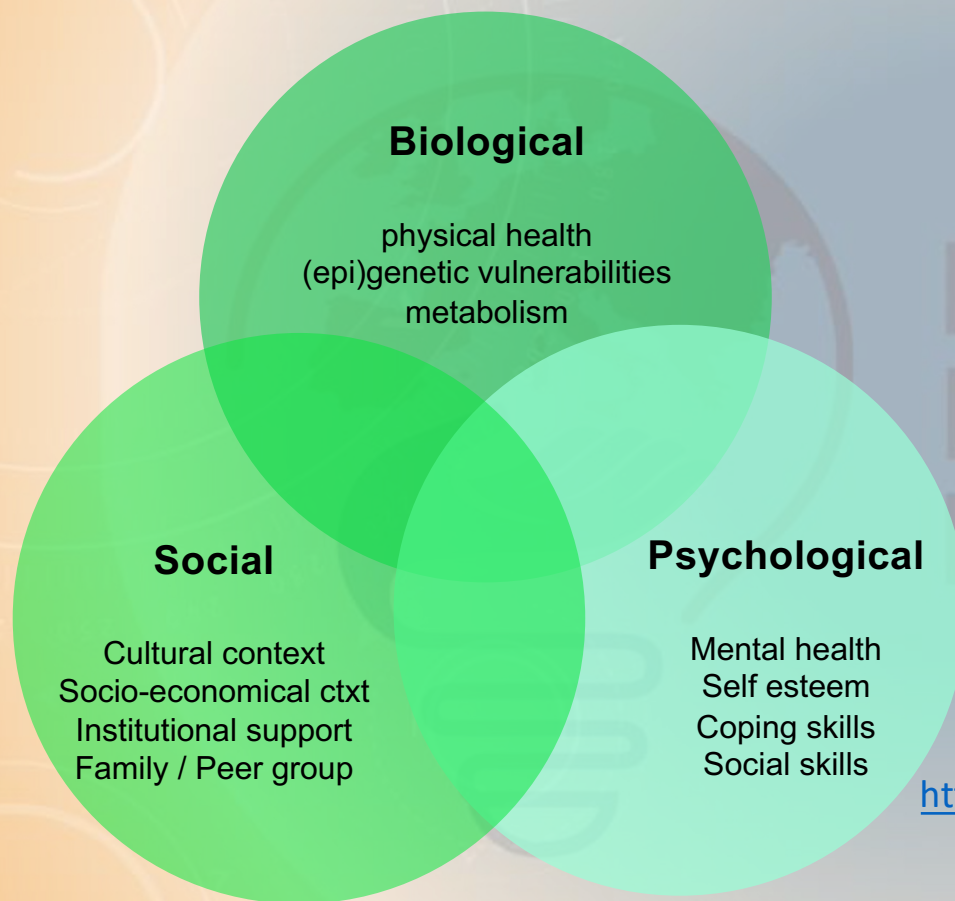 Biological
physical health
(epi)genetic vulnerabilities
metabolism
Social
Cultural context
Socio-economical ctxt
Institutional support
Family / Peer group
Psychological
Mental health
Self esteem
Coping skills
Social skills